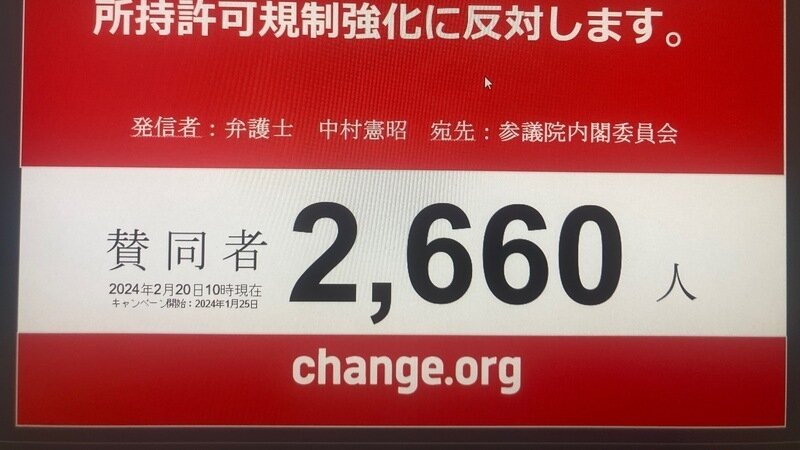 所持許可規制強化に反対します。
発信者：弁護士　中村憲昭　宛先：参議院内閣委員会
賛同者 2,660 人
2024年2月20日10時現在
キャンペーン開始：2024年1月25日
change.org